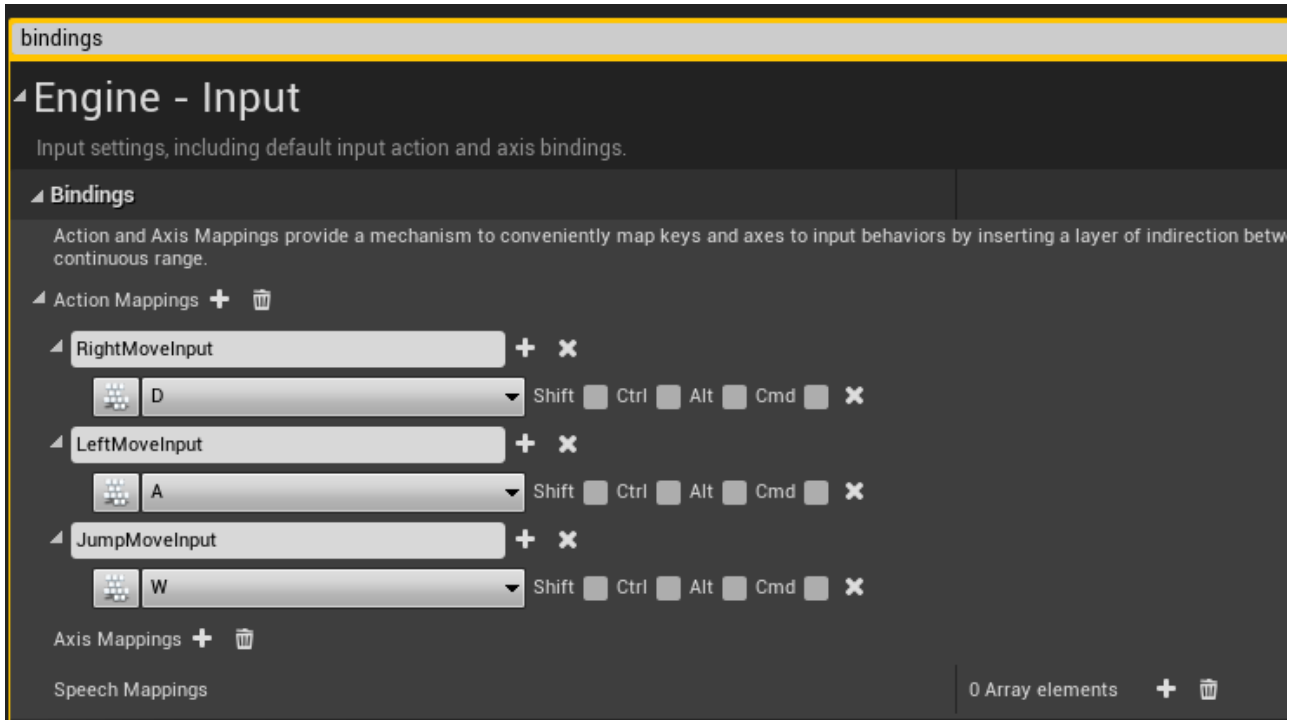 bindings
Engine - Input
Input settings, including default input action and axis bindings.
Bindings
Action and Axis Mappings provide a mechanism to conveniently map keys and axes to input behaviors by inserting a layer of indirection
continuous range.
Action Mappings
RightMoveInput
D Shift Ctrl Alt Cmd
LeftMoveInput
A Shift Ctrl Alt Cmd
JumpMoveInput
W Shift Ctrl Alt Cmd
Axis Mappings
Speech Mappings 0 Array elements